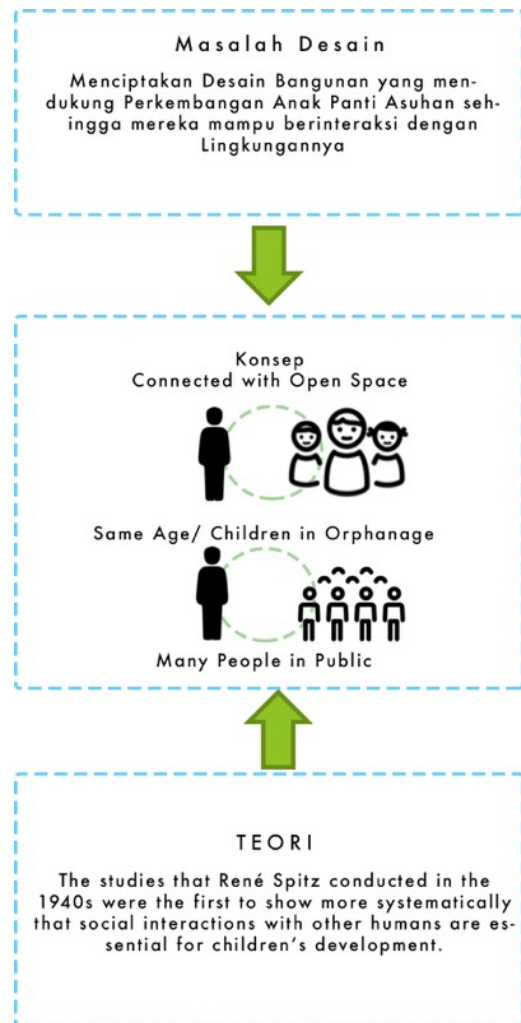 Masalah Desain
Menciptakan Desain Bangunan yang men-
dukung Perkembangan Anak Panti Asuhan seh-
ingga mereka mampu berinteraksi dengan
Lingkungannya
Konsep
Connected with Open Space
Same Age/ Children in Orphanage
Many People in Public
TEORI
The studies that René Spitz conducted in the
1940s were the first to show more systematically
that social interactions with other humans are es-
sential for children’s development.